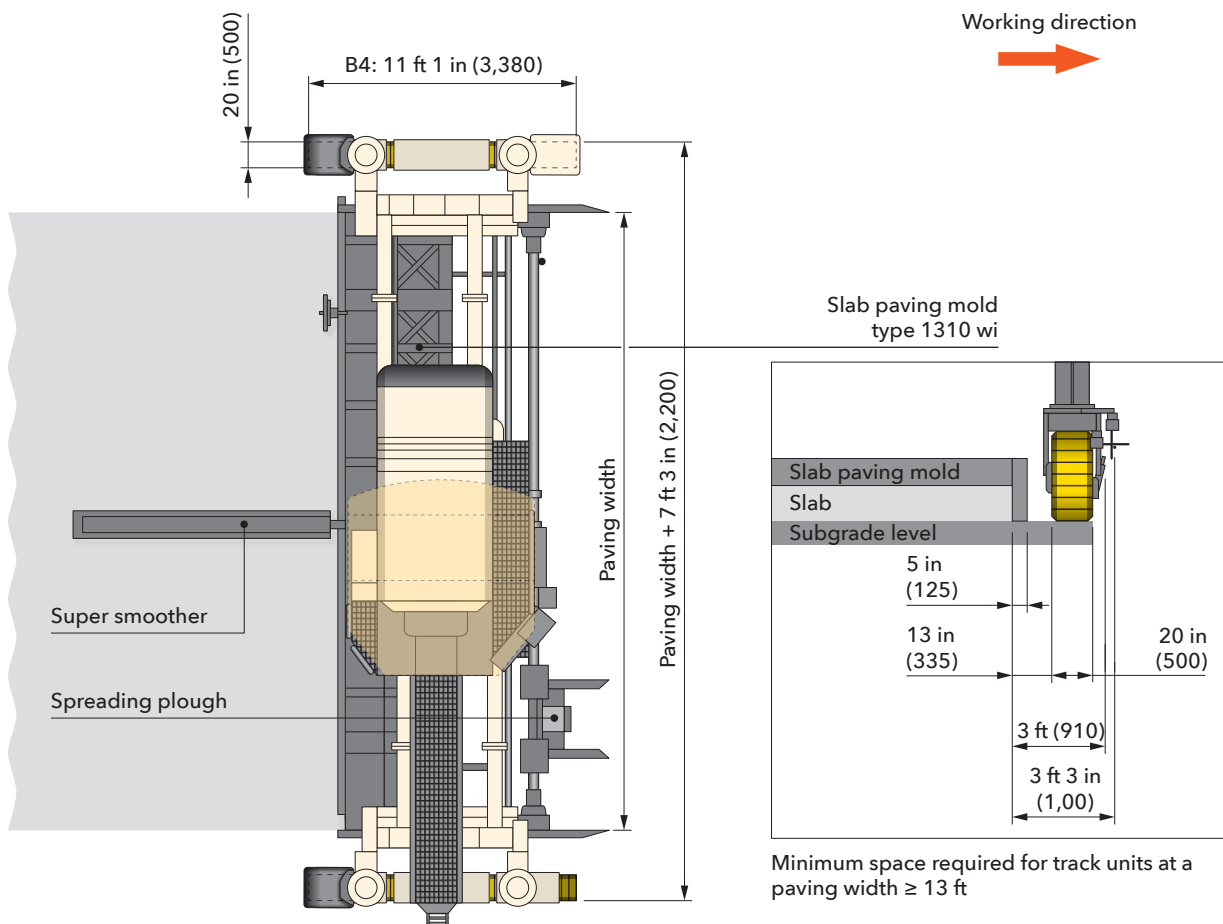 Working direction
20 in (500)
B4: 11 ft 1 in (3,380)
Slab paving mold
type 1310 wi
Paving width
Paving width + 7 ft 3 in (2,200)
Super smoother
Spreading plough
Slab paving mold
Slab
Subgrade level
5 in
(125)
13 in
(335)
20 in
(500)
3 ft (910)
3 ft 3 in
(1,00)
Minimum space required for track units at a
paving width ≥ 13 ft